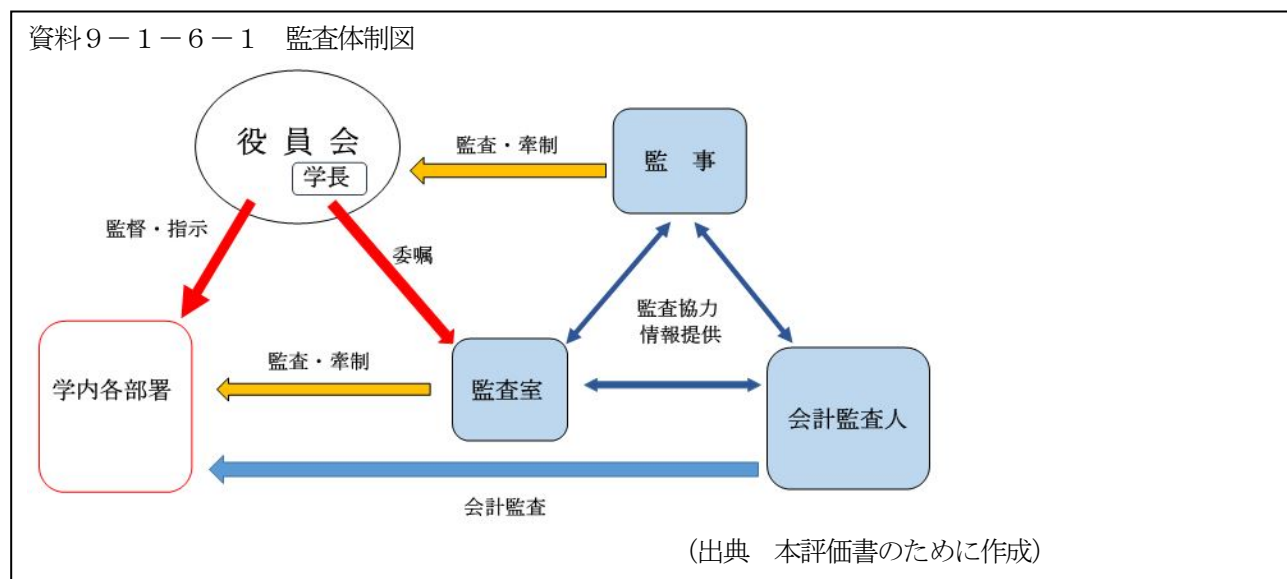 資料9-1-6-1 監査体制図
役員会
学長
監査・牽制
監 事
監督・指示
委嘱
監査協力
情報提供
学内各部署
監査・牽制
監査室
会計監査人
会計監査
(出典 本評価書のために作成)